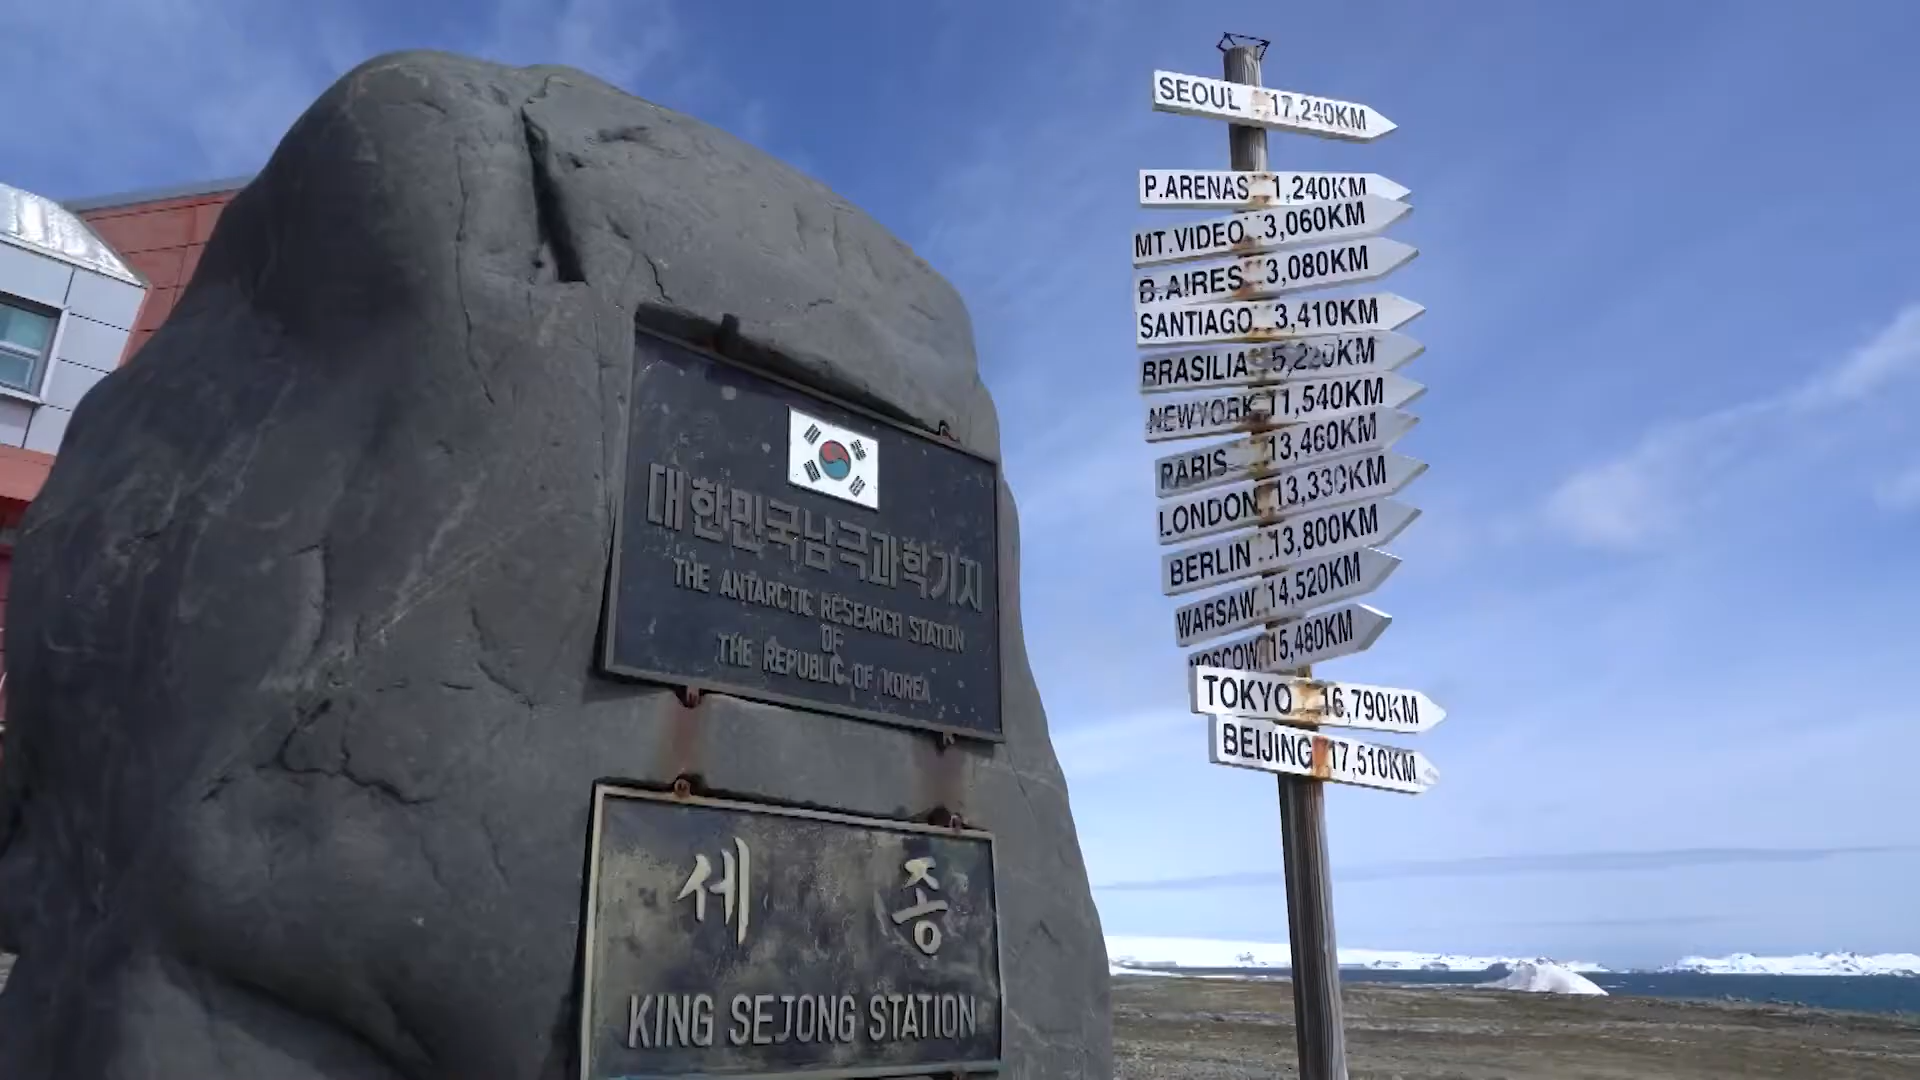 대한민국남극과학기지
THE ANTARCTIC RESEARCH STATION
OF
THE REPUBLIC OF KOREA
세 종
KING SEJONG STATION
SEOUL 17,240KM
P.ARENAS 1,240KM
MT.VIDEO 3,060KM
B.AIRES 3,080KM
SANTIAGO 3,410KM
BRASILIA 5,220KM
NEWYORK 11,540KM
PARIS 13,460KM
LONDON 13,330KM
BERLIN 13,800KM
WARSAW 14,520KM
MOSCOW 15,480KM
TOKYO 16,790KM
BEIJING 17,510KM